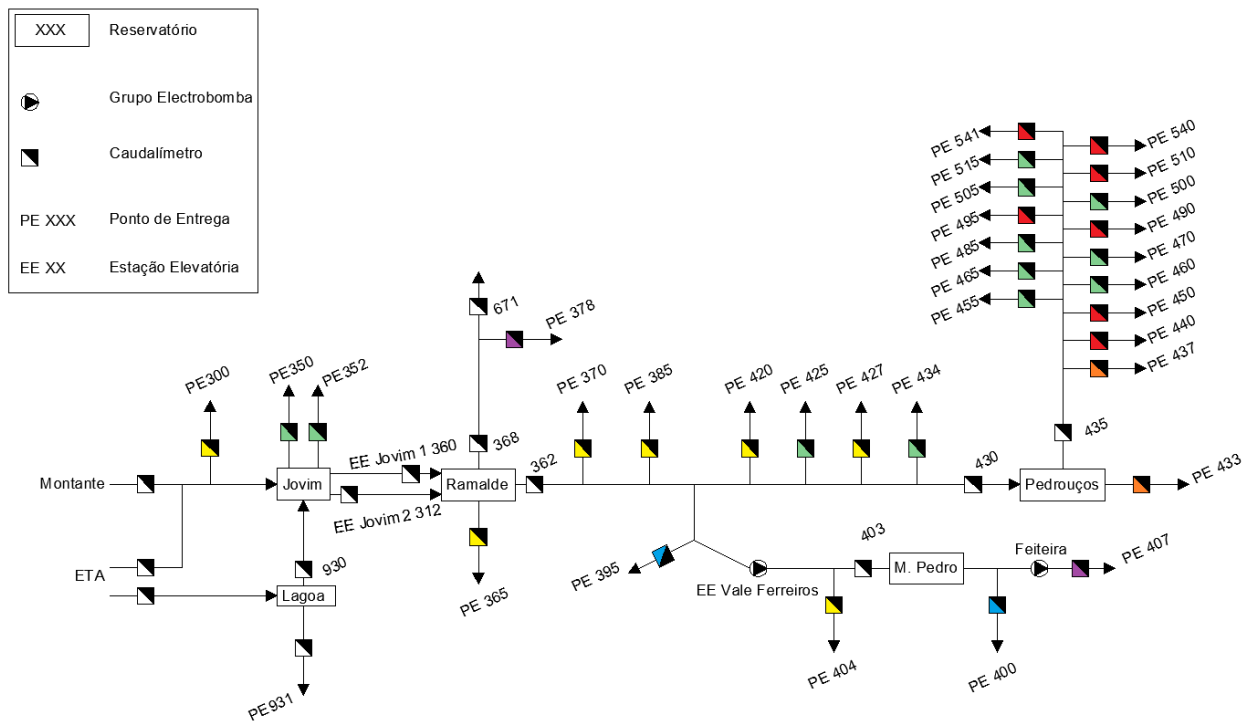 XXX Reservatório
Grupo Electrobomba
Caudalímetro
PE XXX Ponto de Entrega
EE XX Estação Elevatória
PE 541
PE 540
PE 515
PE 510
PE 505
PE 500
PE 495
PE 490
PE 485
PE 470
PE 465
PE 460
PE 455
PE 450
PE 440
PE 437
671
PE 378
PE300
PE350
PE352
PE 370
PE 385
PE 420
PE 425
PE 427
PE 434
435
EE Jovim 1 360
368
362
430
Montante
Jovim
Ramalde
Pedrouços
PE 433
EE Jovim 2 312
403
Feiteira
PE 407
ETA
930
Lagoa
PE 365
PE 395
EE Vale Ferreiros
M. Pedro
PE931
PE 404
PE 400